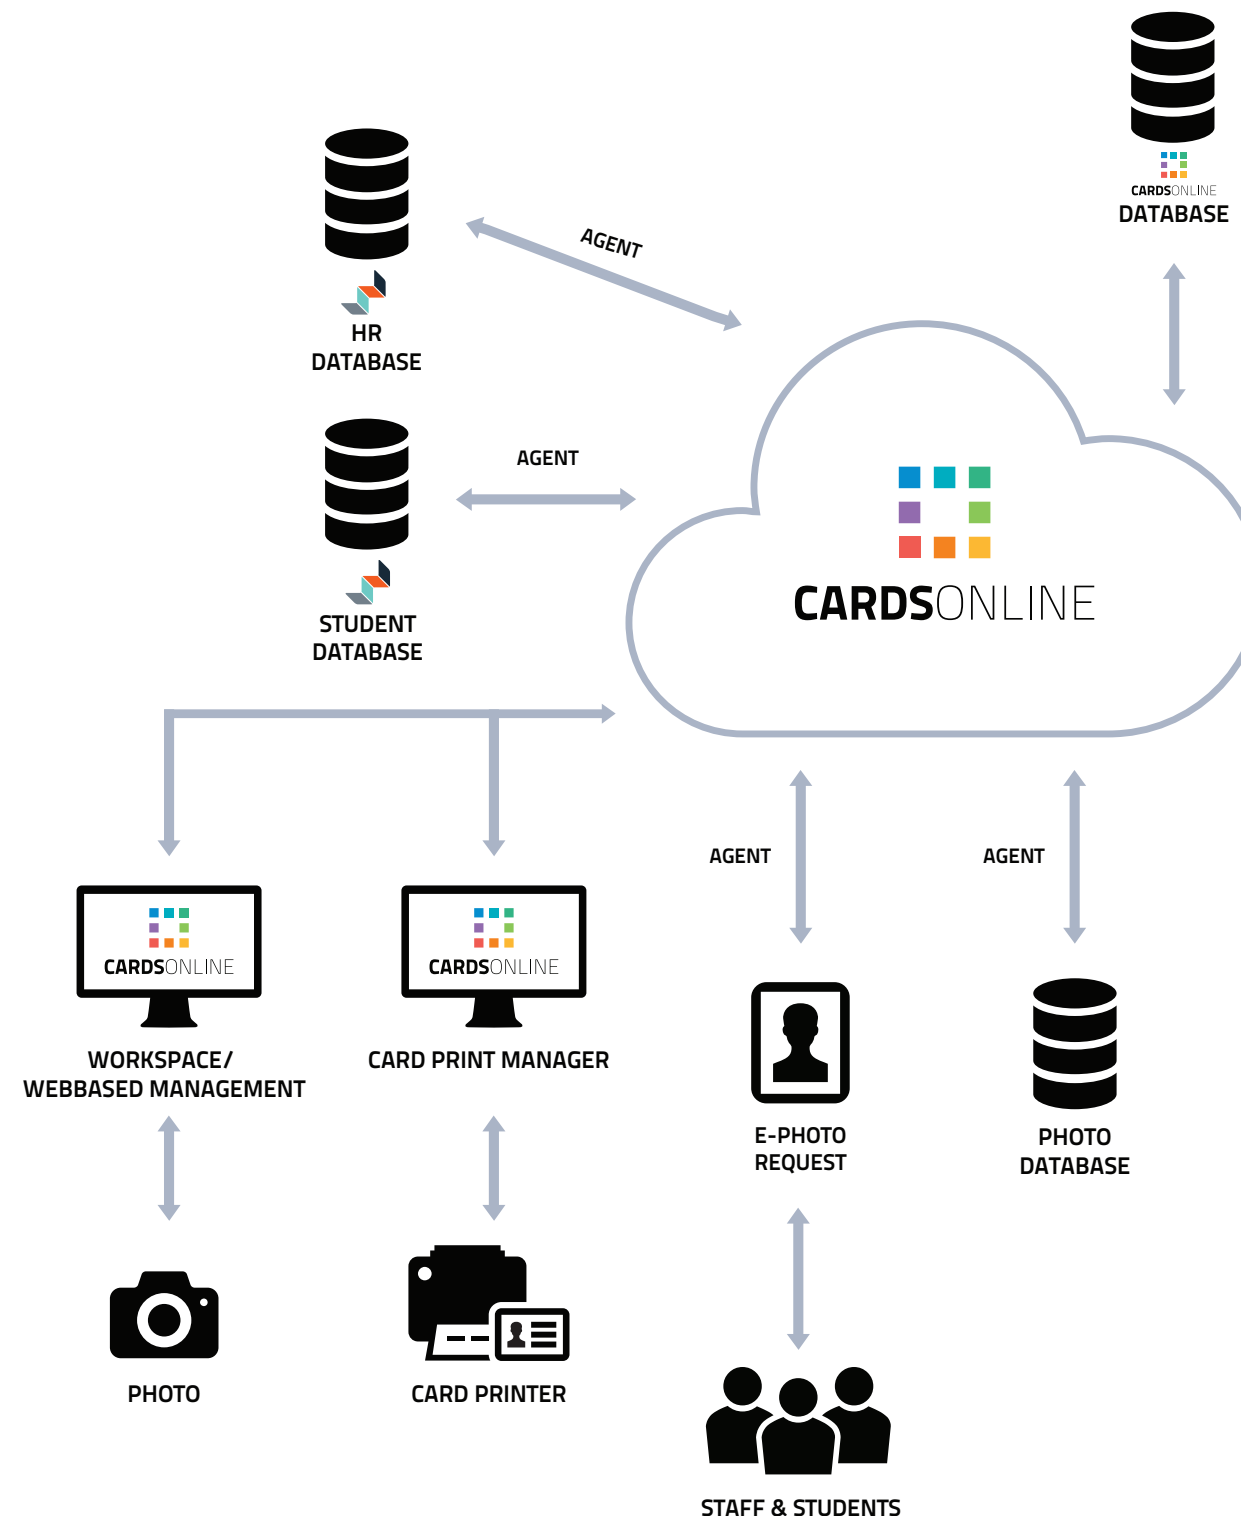 CARDSONLINE
DATABASE
AGENT
HR
DATABASE
AGENT
STUDENT
DATABASE
CARDSONLINE
AGENT
AGENT
CARDSONLINE
CARDSONLINE
WORKSPACE/
WEBBASED MANAGEMENT
CARD PRINT MANAGER
E-PHOTO
REQUEST
PHOTO
DATABASE
PHOTO
CARD PRINTER
STAFF & STUDENTS